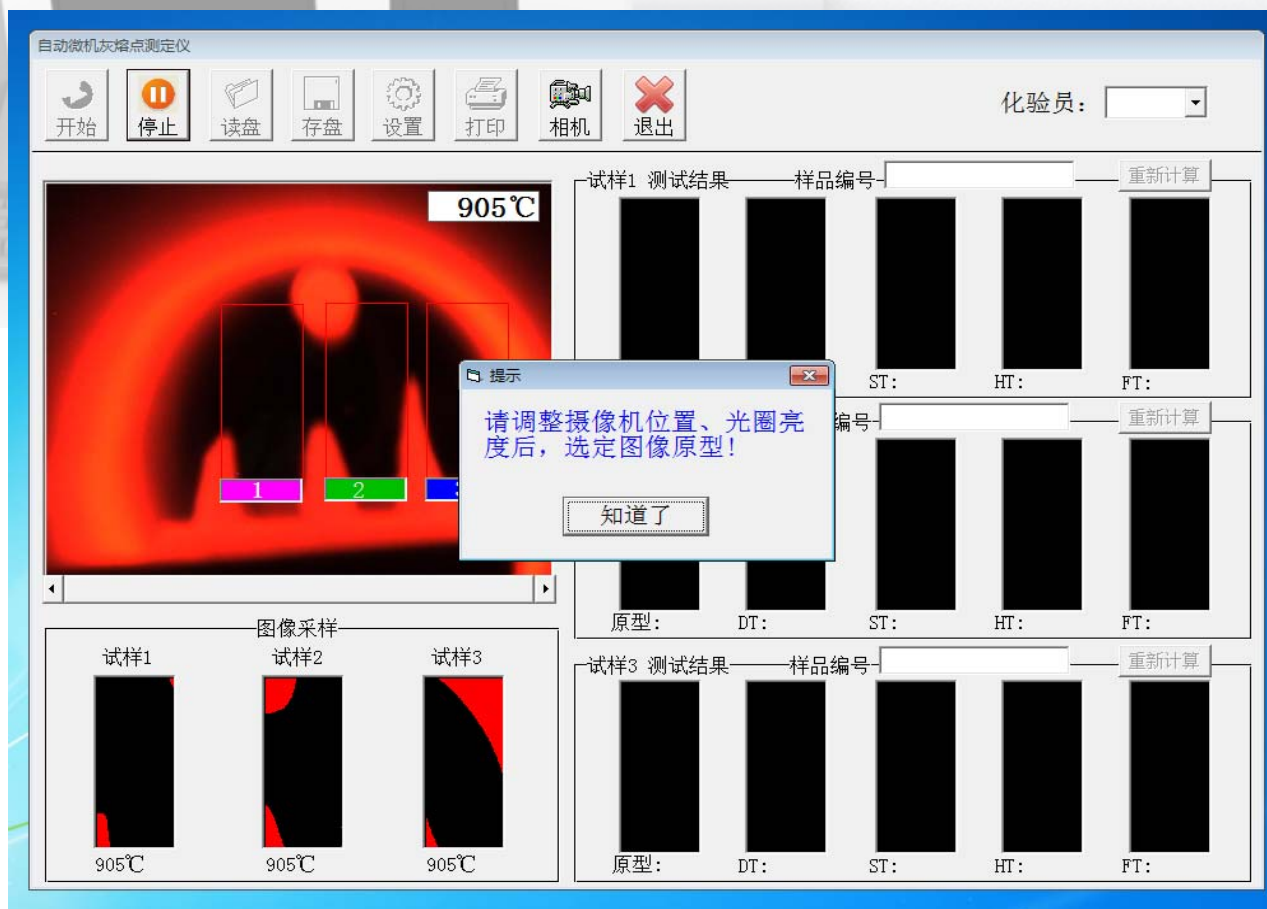 自动微机灰熔点测定仪
开始 停止 读盘 存盘 设置 打印 相机 退出
化验员:
905℃
1 2
试样1 测试结果 样品编号 重新计算
ST: HT: FT:
提示
请调整摄像机位置、光圈亮
度后，选定图像原型!
知道了
编号 重新计算
原型: DT: ST: HT: FT:
图像采样
试样1 试样2 试样3
905℃ 905℃ 905℃
试样3 测试结果 样品编号 重新计算
原型: DT: ST: HT: FT: